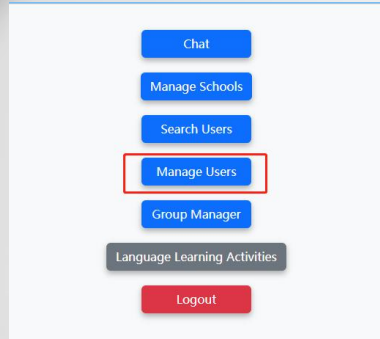 Chat
Manage Schools
Search Users
Manage Users
Group Manager
Language Learning Activities
Logout